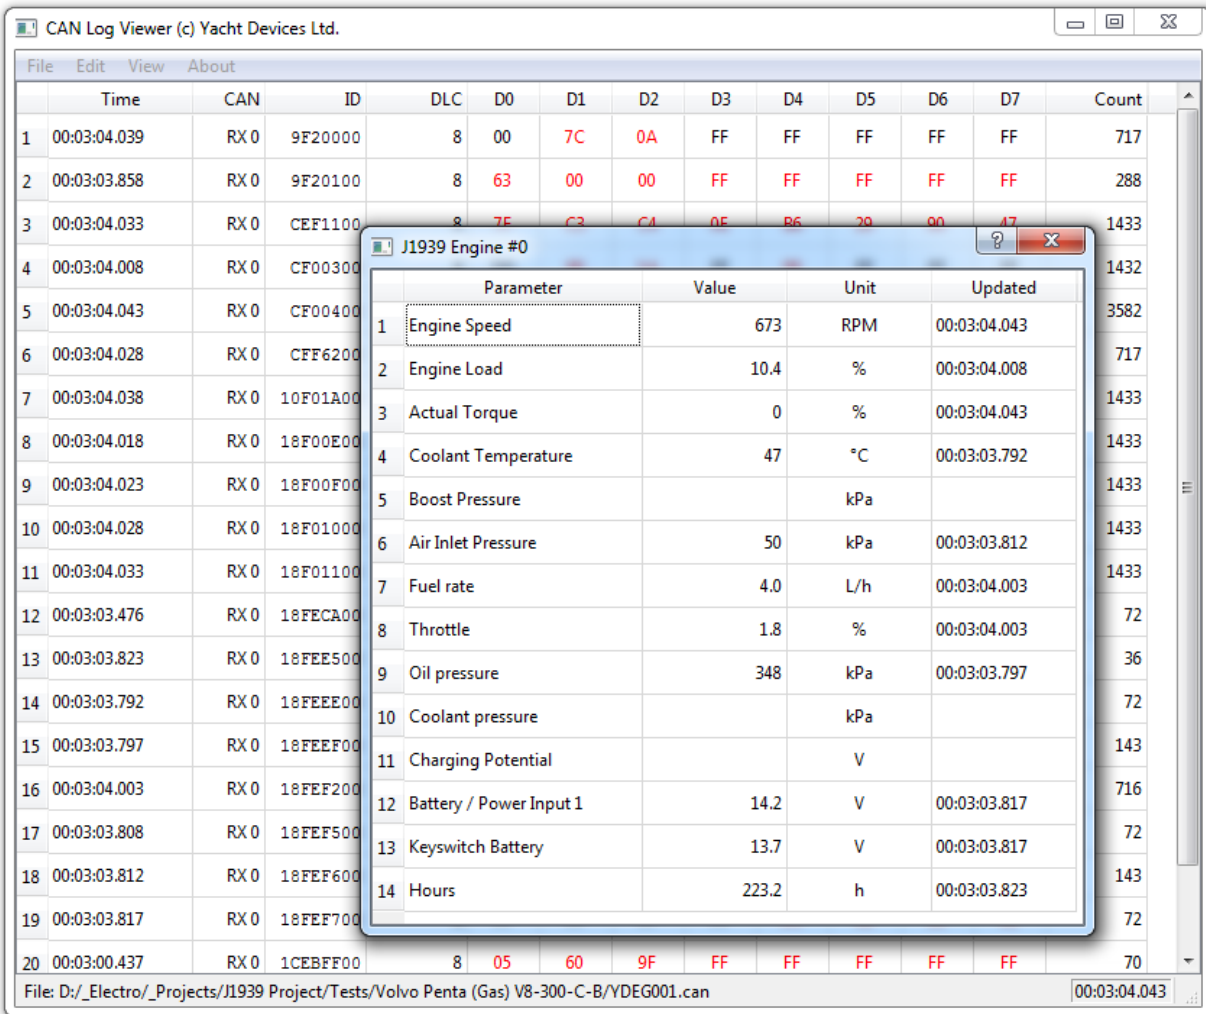 CAN Log Viewer (c) Yacht Devices Ltd.
File Edit View About
Time CAN ID DLC D0 D1 D2 D3 D4 D5 D6 D7 Count
1 00:03:04.039 RX 0 9F20000 8 00 7C 0A FF FF FF FF FF 717
2 00:03:03.858 RX 0 9F20100 8 63 00 00 FF FF FF FF FF 288
3 00:03:04.033 RX 0 CEF1100 8 7F C3 C4 0F B6 29 90 47 1433
4 00:03:04.008 RX 0 CF00300 1432
5 00:03:04.043 RX 0 CF00400 3582
6 00:03:04.028 RX 0 CFF6200 717
7 00:03:04.038 RX 0 10F01A00 1433
8 00:03:04.018 RX 0 18F00E00 1433
9 00:03:04.023 RX 0 18F00F00 1433
10 00:03:04.028 RX 0 18F01000 1433
11 00:03:04.033 RX 0 18F01100 1433
12 00:03:03.476 RX 0 18FECA00 72
13 00:03:03.823 RX 0 18FEE500 36
14 00:03:03.792 RX 0 18FEEE00 72
15 00:03:03.797 RX 0 18FEEF00 143
16 00:03:04.003 RX 0 18FEF200 716
17 00:03:03.808 RX 0 18FEF500 72
18 00:03:03.812 RX 0 18FEF600 143
19 00:03:03.817 RX 0 18FEF700 72
20 00:03:00.437 RX 0 1CEBFF00 8 05 60 9F FF FF FF FF FF 70
J1939 Engine #0
Parameter Value Unit Updated
1 Engine Speed 673 RPM 00:03:04.043
2 Engine Load 10.4 % 00:03:04.008
3 Actual Torque 0 % 00:03:04.043
4 Coolant Temperature 47 °C 00:03:03.792
5 Boost Pressure kPa
6 Air Inlet Pressure 50 kPa 00:03:03.812
7 Fuel rate 4.0 L/h 00:03:04.003
8 Throttle 1.8 % 00:03:04.003
9 Oil pressure 348 kPa 00:03:03.797
10 Coolant pressure kPa
11 Charging Potential V
12 Battery / Power Input 1 14.2 V 00:03:03.817
13 Keyswitch Battery 13.7 V 00:03:03.817
14 Hours 223.2 h 00:03:03.823
File: D:/_Electro/_Projects/J1939 Project/Tests/Volvo Penta (Gas) V8-300-C-B/YDEG001.can 00:03:04.043